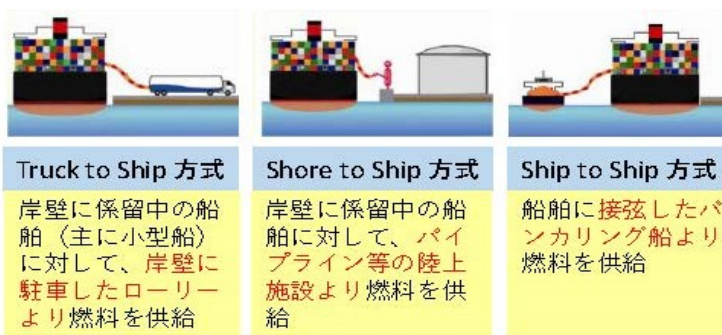 Truck to Ship 方式
岸壁に係留中の船
舶（主に小型船）
に対して、岸壁に
駐車したローリー
より燃料を供給
Shore to Ship 方式
岸壁に係留中の船
舶に対して、パイ
プライン等の陸上
施設より燃料を供
給
Ship to Ship 方式
船舶に接弦したバ
ンカリング船より
燃料を供給